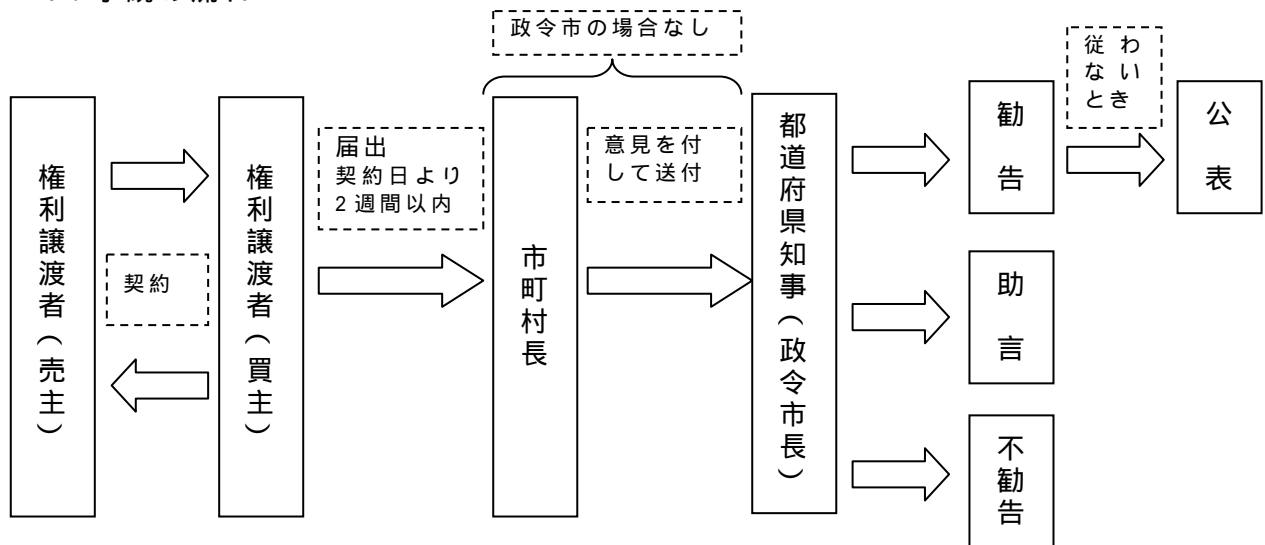 政令市の場合なし
従わ
ない
とき
権利譲渡者（売主）
契約
権利譲渡者（買主）
届出
契約日より
2週間以内
市町村長
意見を付
して送付
都道府県知事（政令市長）
勧告
公表
助言
不勧告